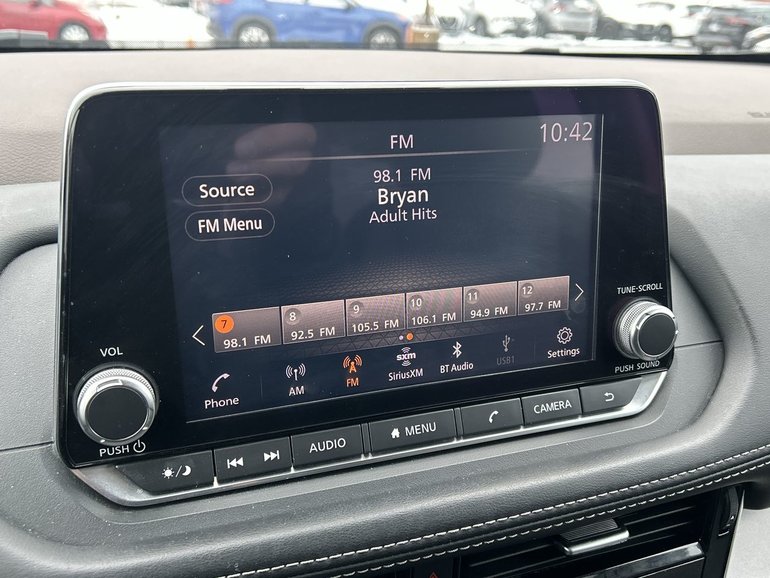 FM
10:42
98.1 FM
Bryan
Adult Hits
Source
FM Menu
7 8 9 10 11 12
98.1 FM 92.5 FM 105.5 FM 106.1 FM 94.9 FM 97.7 FM
Phone AM FM SiriusXM BT Audio USB1 Settings
sxm
VOL
PUSH
TUNE-SCROLL
PUSH SOUND
AUDIO MENU CAMERA